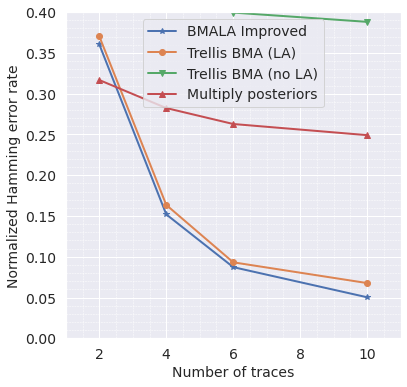 0.40
0.35
0.30
0.25
0.20
0.15
0.10
0.05
0.00
Normalized Hamming error rate
BMALA Improved
Trellis BMA (LA)
Trellis BMA (no LA)
Multiply posteriors
2
4
6
8
10
Number of traces